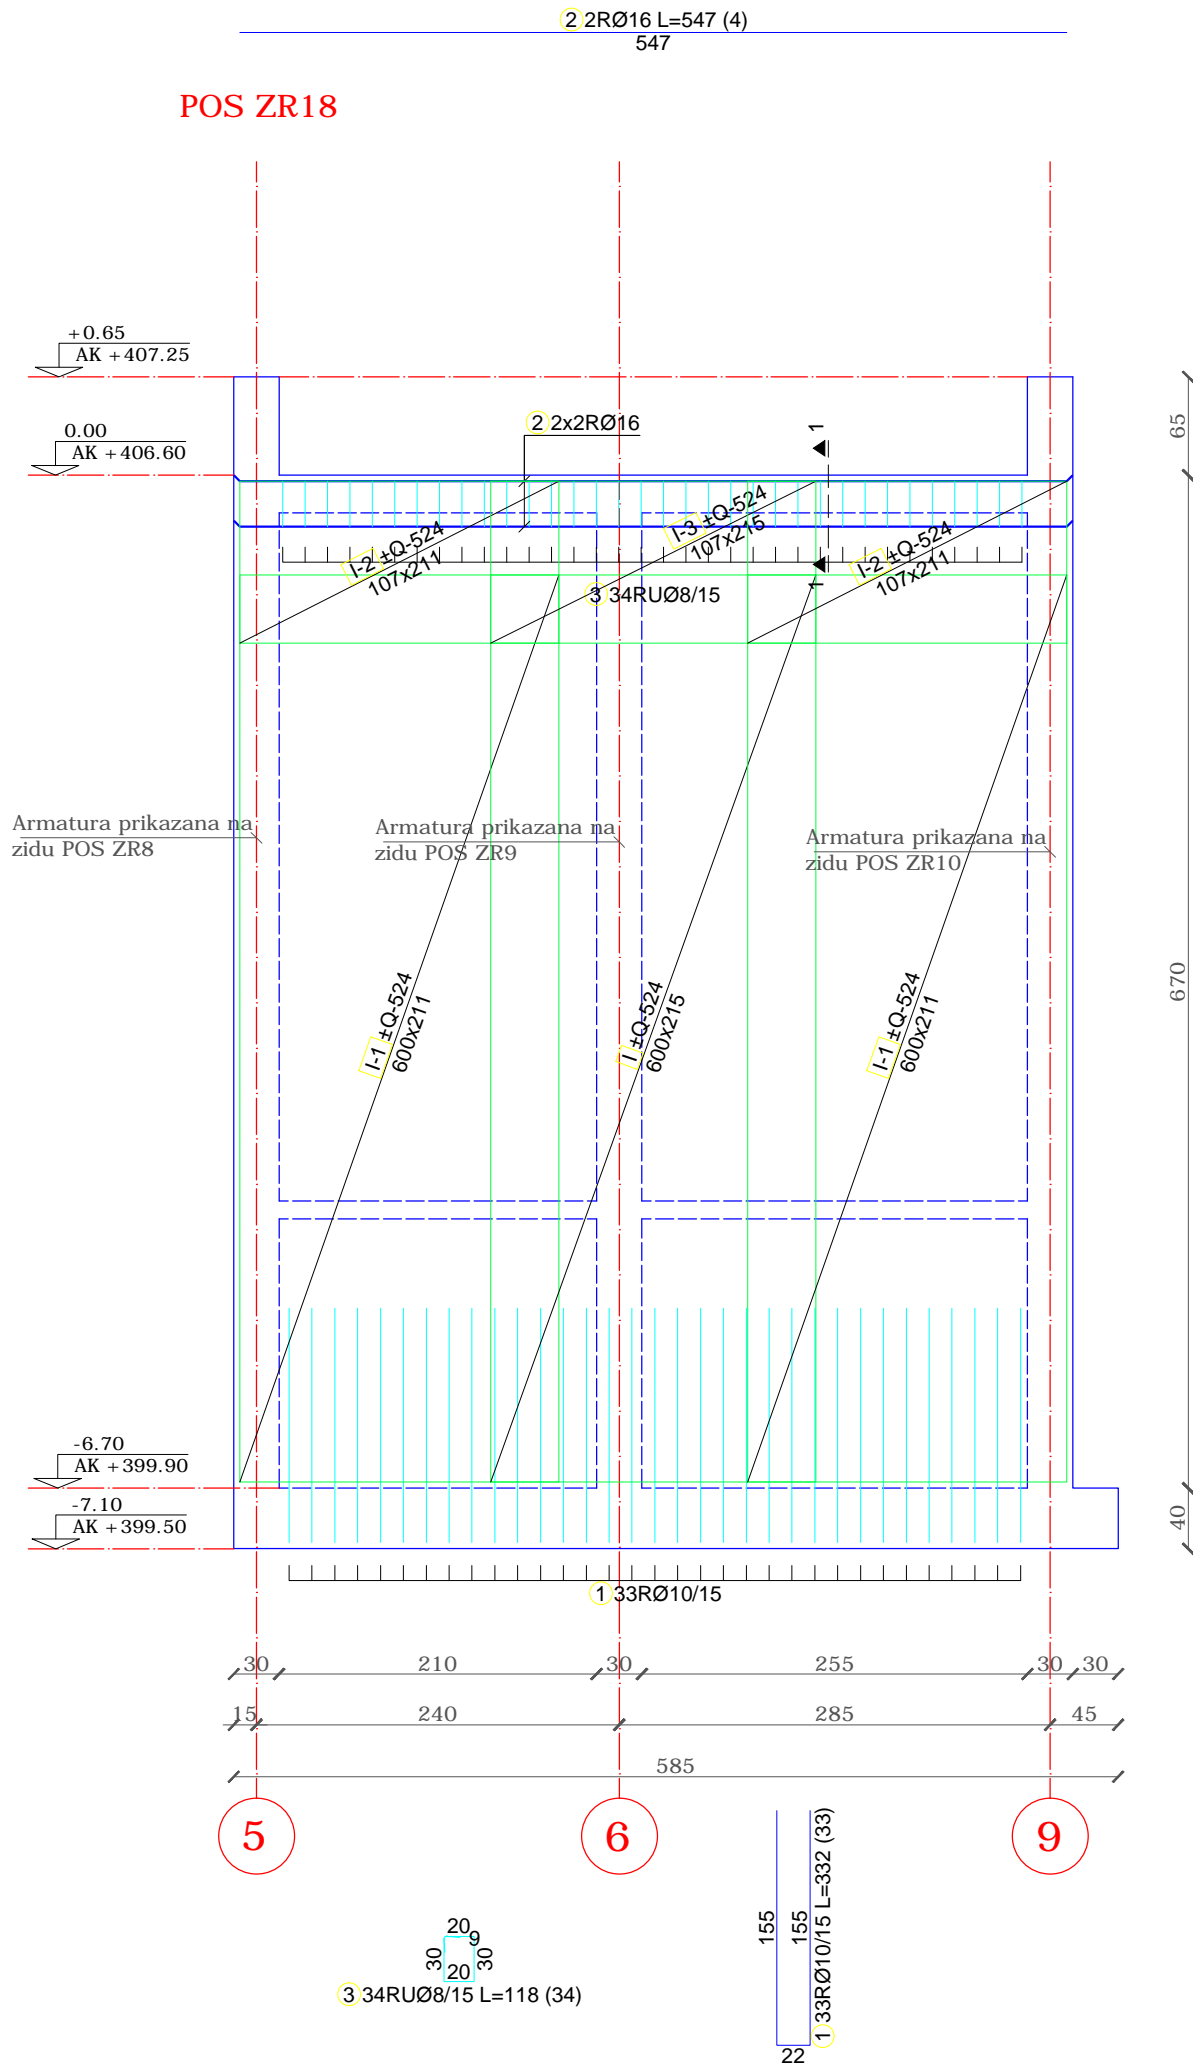 2 2RØ16 L=547 (4)
547
POS ZR18
+0.65
AK +407.25
0.00
AK +406.60
2 2x2RØ16
1
1
65
I-2 ±Q-524
107x211
I-3 ±Q-524
107x215
I-2 ±Q-524
107x211
3 34RUØ8/15
Armatura prikazana na
zidu POS ZR8
Armatura prikazana na
zidu POS ZR9
Armatura prikazana na
zidu POS ZR10
670
I-1 ±Q-524
600x211
I ±Q-524
600x215
I-1 ±Q-524
600x211
-6.70
AK +399.90
-7.10
AK +399.50
40
1 33RØ10/15
30 210 30 255 30 30
15 240 285 45
585
5 6 9
20
9
30
30
20
3 34RUØ8/15 L=118 (34)
155
155
1 33RØ10/15 L=332 (33)
22